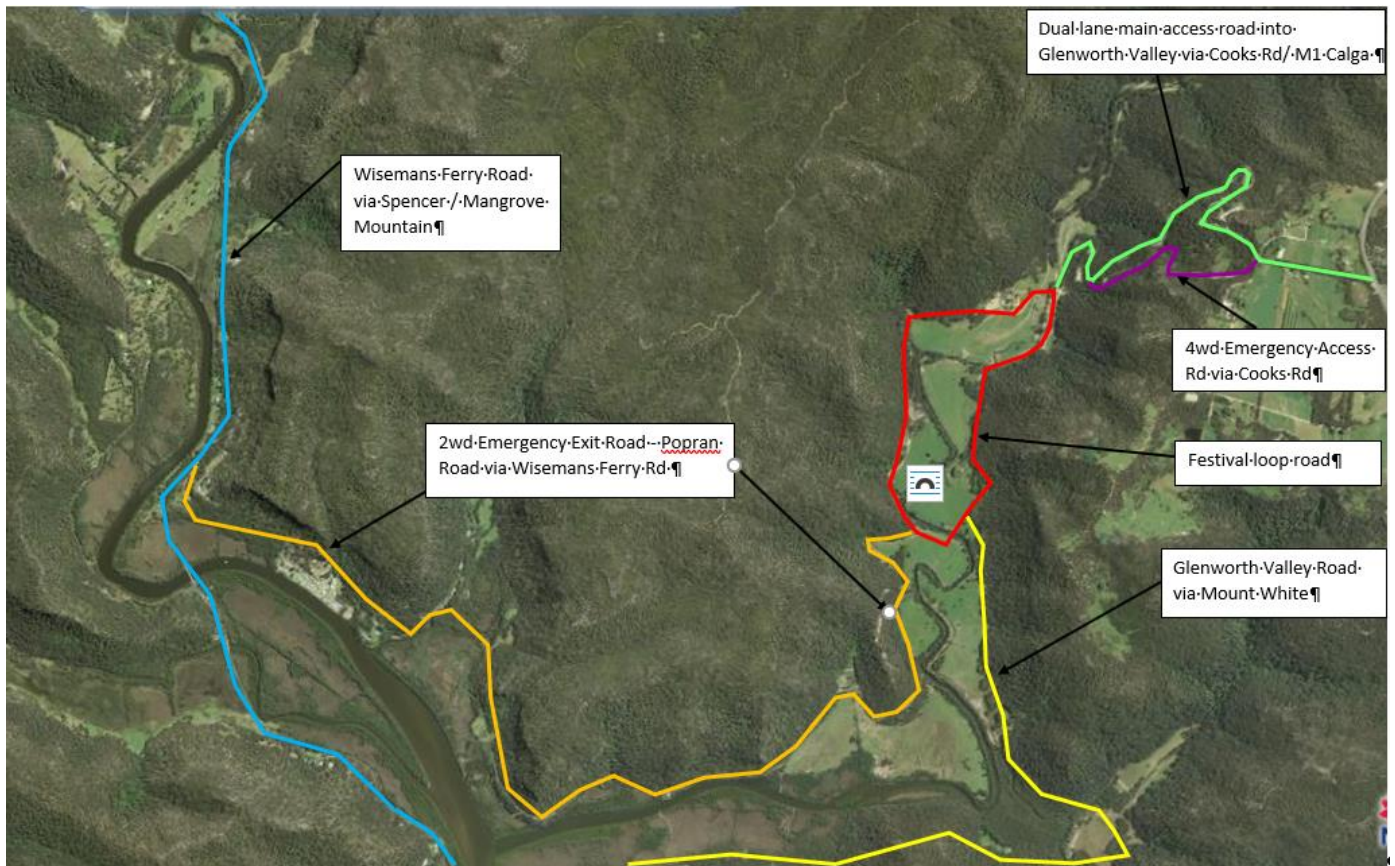 Dual·lane·main·access·road·into·
Glenworth·Valley·via·Cooks·Rd/·M1·Calga·¶
Wisemans·Ferry·Road·
via·Spencer·/·Mangrove·
Mountain¶
4wd·Emergency·Access·
Rd·via·Cooks·Rd¶
2wd·Emergency·Exit·Road·-·Popran·
Road·via·Wisemans·Ferry·Rd·¶
Festival·loop·road¶
Glenworth·Valley·Road·
via·Mount·White¶